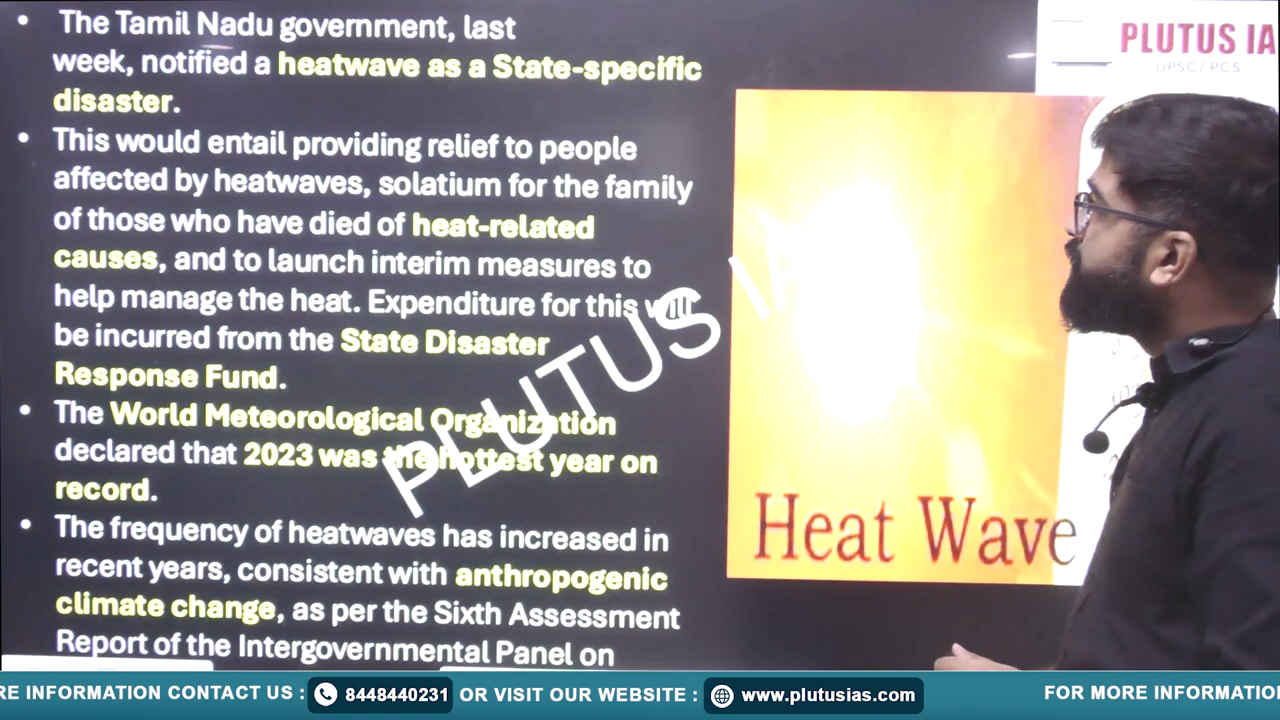 • The Tamil Nadu government, last
week, notified a heatwave as a State-specific
disaster.
• This would entail providing relief to people
affected by heatwaves, solatium for the family
of those who have died of heat-related
causes, and to launch interim measures to
help manage the heat. Expenditure for this will
be incurred from the State Disaster
Response Fund.
• The World Meteorological Organization
declared that 2023 was the hottest year on
record.
• The frequency of heatwaves has increased in
recent years, consistent with anthropogenic
climate change, as per the Sixth Assessment
Report of the Intergovernmental Panel on
PLUTUS IA
UPSC/ PCS
Heat Wave
PLUTUS IA
RE INFORMATION CONTACT US : 8448440231 OR VISIT OUR WEBSITE : www.plutusias.com FOR MORE INFORMATIO